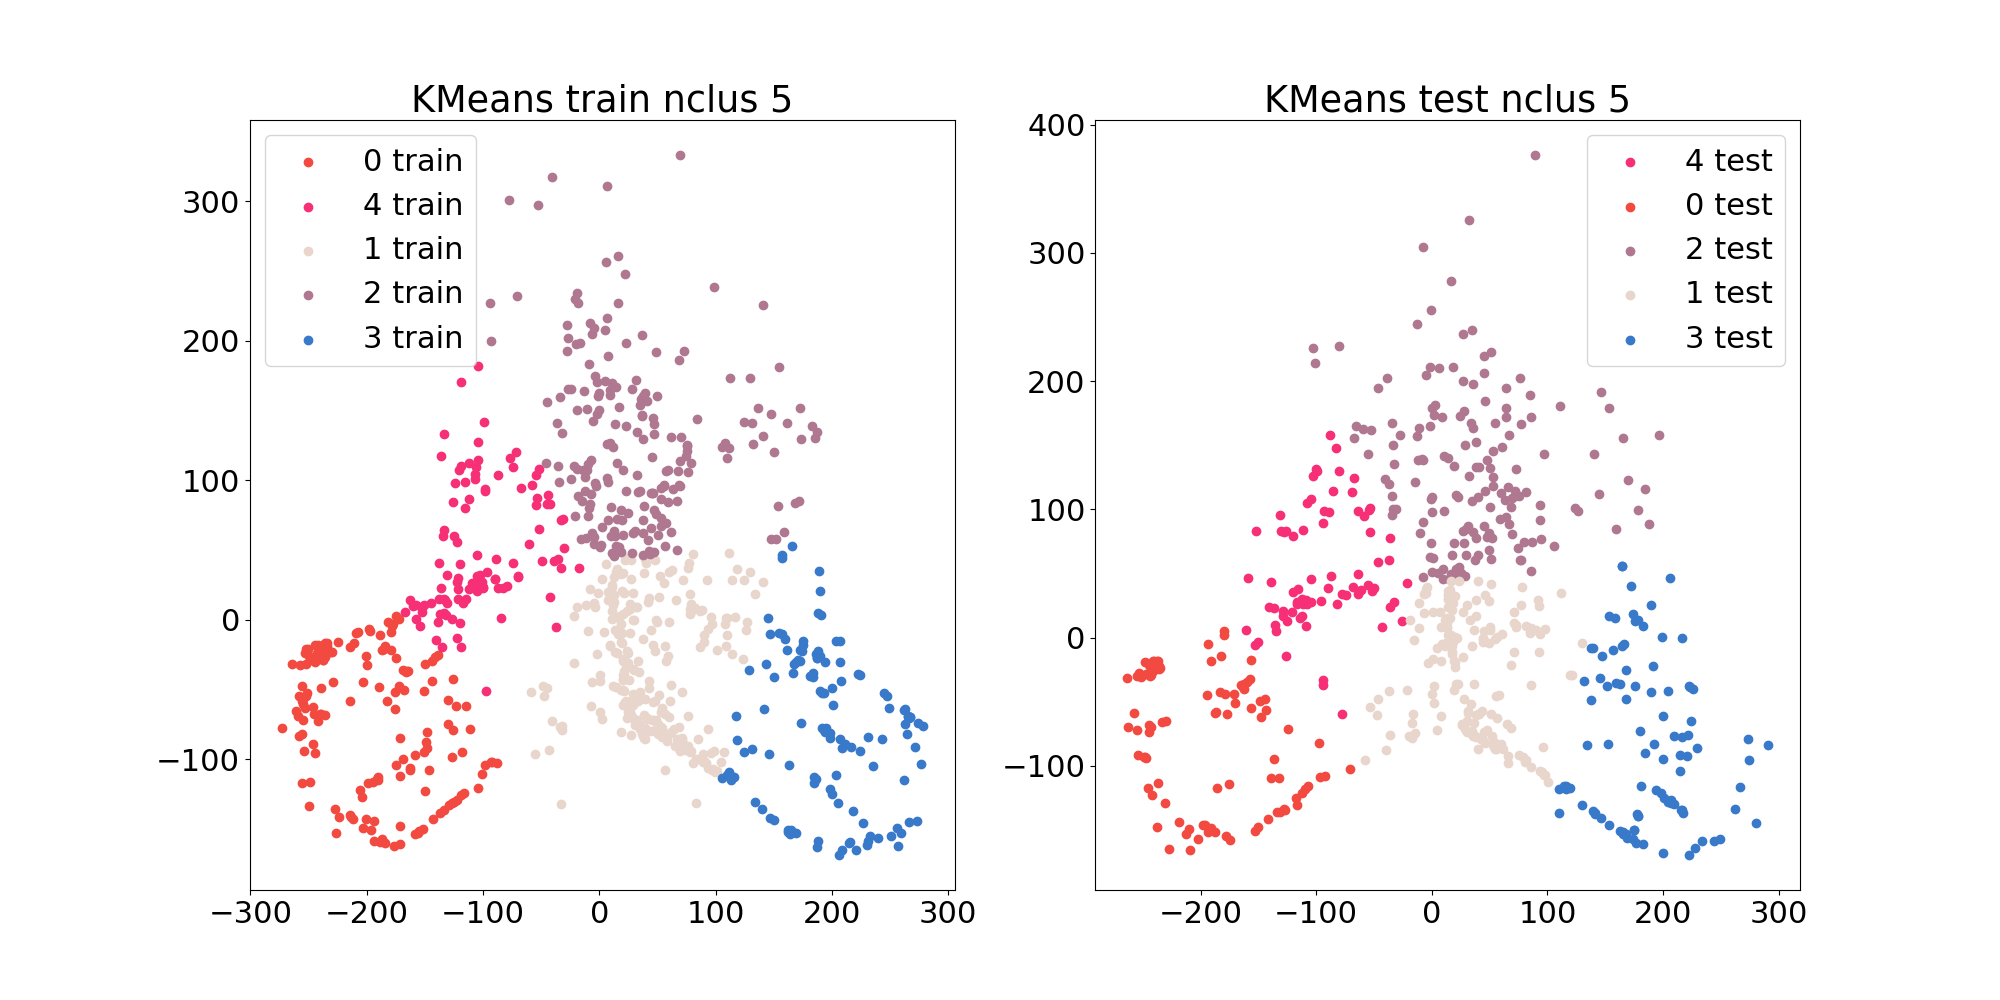 KMeans train nclus 5
300
200
100
0
−100
−300 −200 −100 0 100 200 300
0 train
4 train
1 train
2 train
3 train
KMeans test nclus 5
400
300
200
100
0
−100
−200 −100 0 100 200 300
4 test
0 test
2 test
1 test
3 test